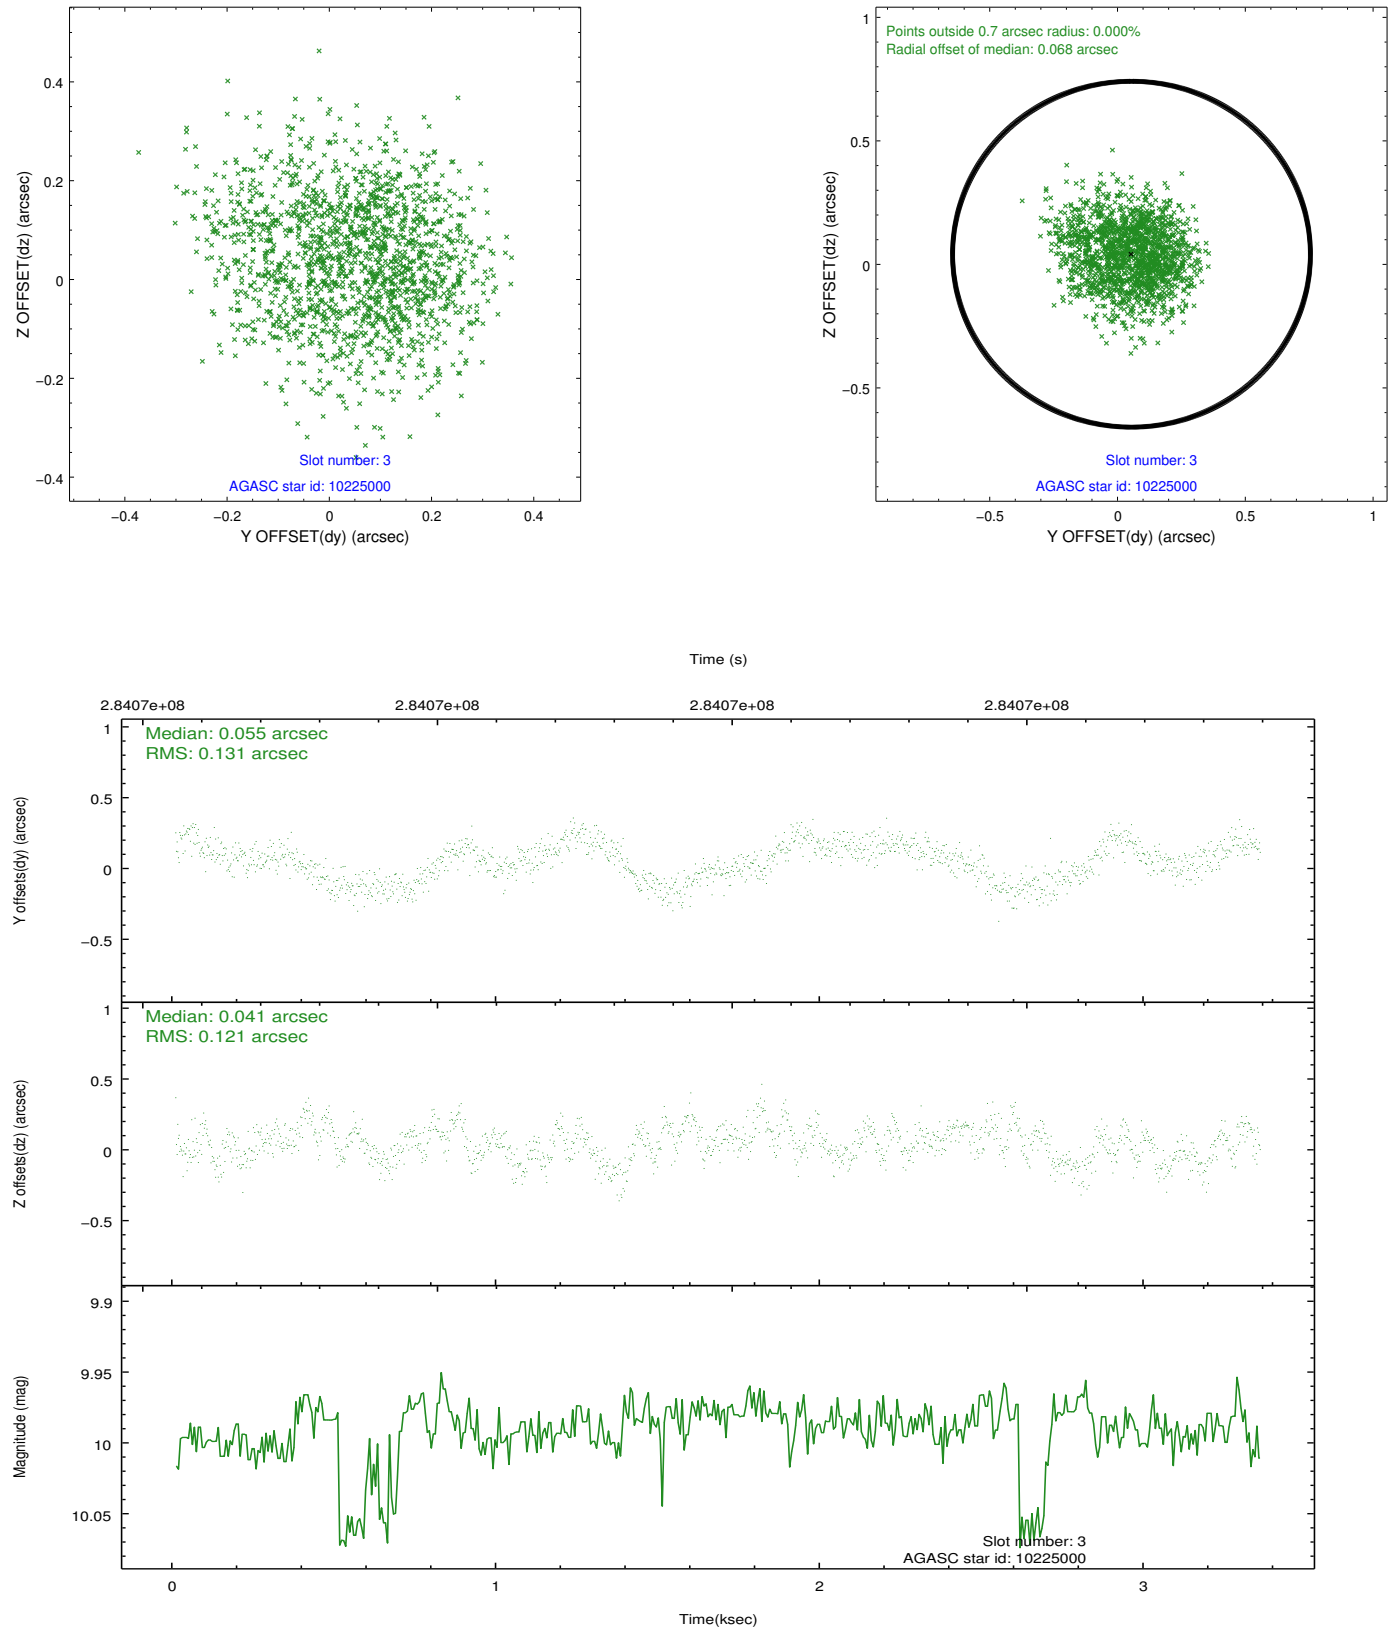 0.4
0.2
0
−0.2
−0.4
Z OFFSET(dz) (arcsec)
Slot number: 3
AGASC star id: 10225000
−0.4
−0.2
0
0.2
0.4
Y OFFSET(dy) (arcsec)
1
0.5
0
−0.5
Z OFFSET(dz) (arcsec)
Points outside 0.7 arcsec radius: 0.000%
Radial offset of median: 0.068 arcsec
Slot number: 3
AGASC star id: 10225000
−0.5
0
0.5
1
Y OFFSET(dy) (arcsec)
Time (s)
2.8407e+08
2.8407e+08
2.8407e+08
2.8407e+08
1
0.5
0
−0.5
Y offsets(dy) (arcsec)
Median: 0.055 arcsec
RMS: 0.131 arcsec
1
0.5
0
−0.5
Z offsets(dz) (arcsec)
Median: 0.041 arcsec
RMS: 0.121 arcsec
9.9
9.95
10
10.05
Magnitude (mag)
Slot number: 3
AGASC star id: 10225000
0
1
2
3
Time(ksec)